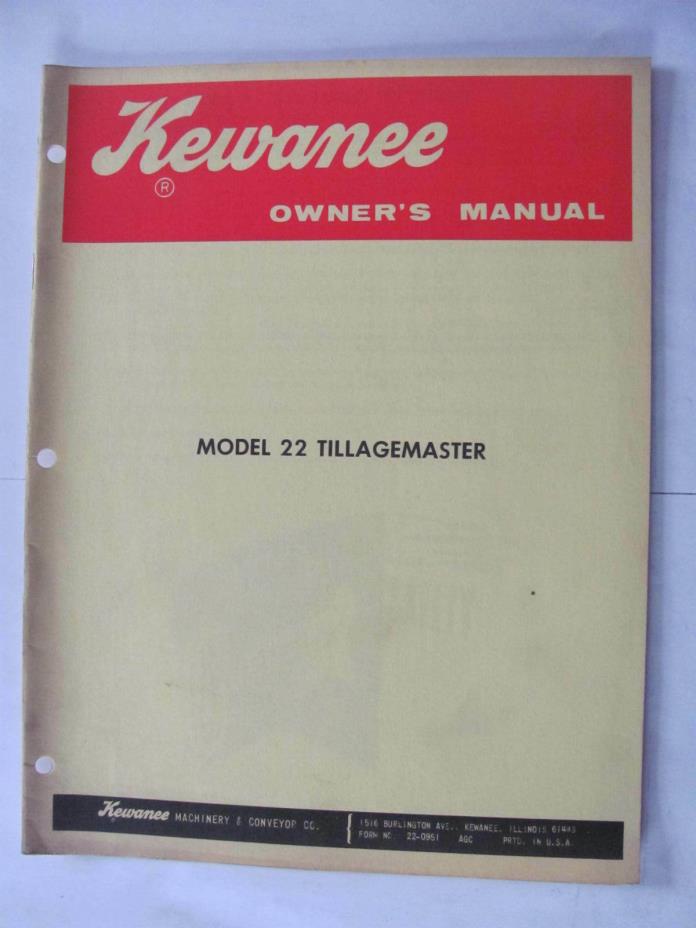 Kewanee
®
OWNER'S MANUAL
MODEL 22 TILLAGEMASTER
Kewanee MACHINERY & CONVEYOR CO.
1516 BURLINGTON AVE., KEWANEE, ILLINOIS 61443
FORM NO. 22-0951 AGC PRTD. IN U.S.A.